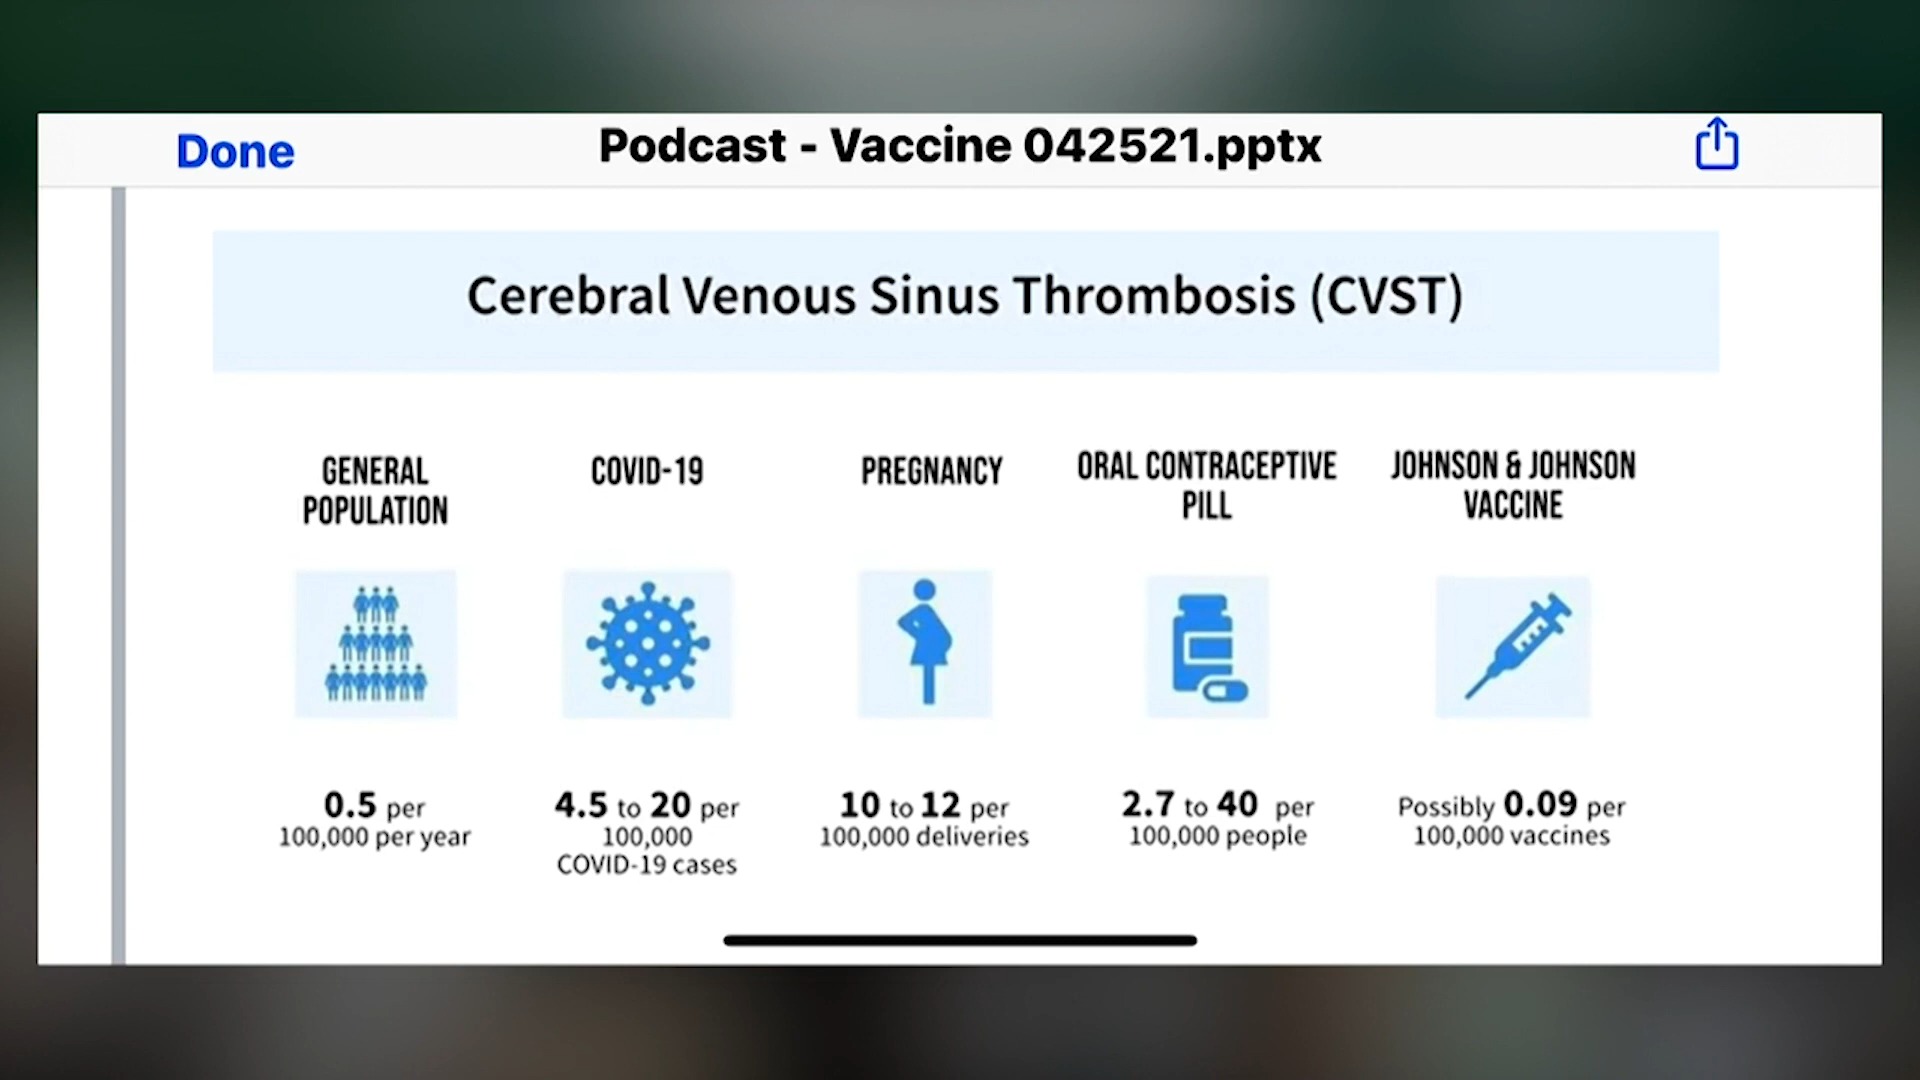 Done
Podcast - Vaccine 042521.pptx
Cerebral Venous Sinus Thrombosis (CVST)
GENERAL
POPULATION
0.5 per
100,000 per year
COVID-19
4.5 to 20 per
100,000
COVID-19 cases
PREGNANCY
10 to 12 per
100,000 deliveries
ORAL CONTRACEPTIVE
PILL
2.7 to 40 per
100,000 people
JOHNSON & JOHNSON
VACCINE
Possibly 0.09 per
100,000 vaccines